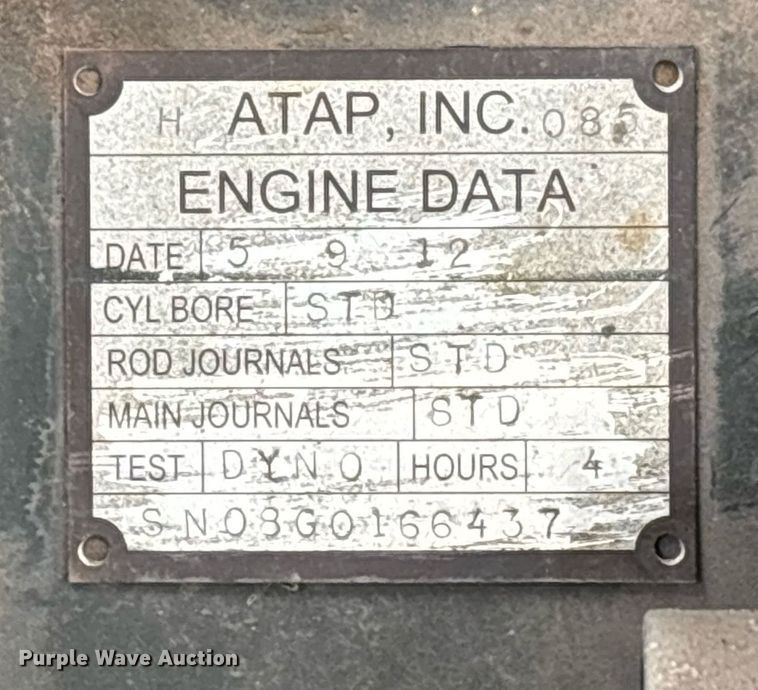 H ATAP, INC. 085
ENGINE DATA
DATE 5 9 12
CYL BORE STD
ROD JOURNALS STD
MAIN JOURNALS STD
TEST DYNO HOURS 4
SN08G0166437
Purple Wave Auction